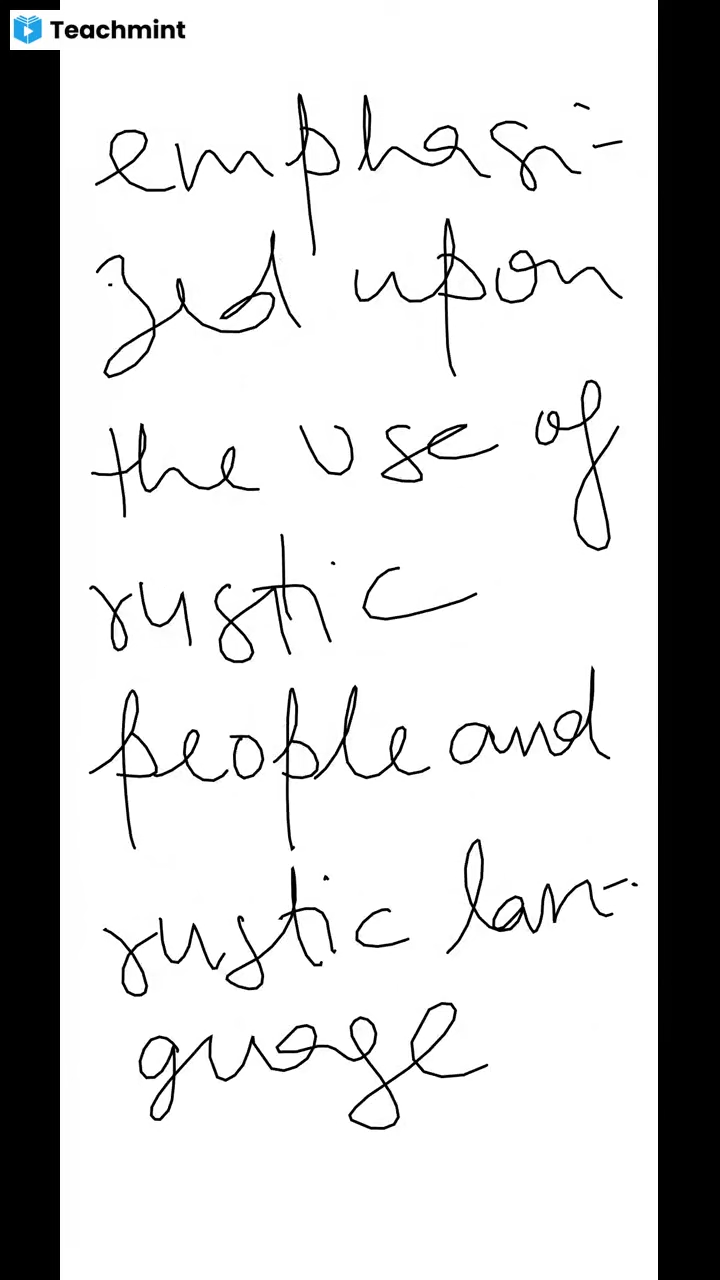 Teachmint
emphasi-
zed upon
the use of
rustic
people and
rustic lan-
guage